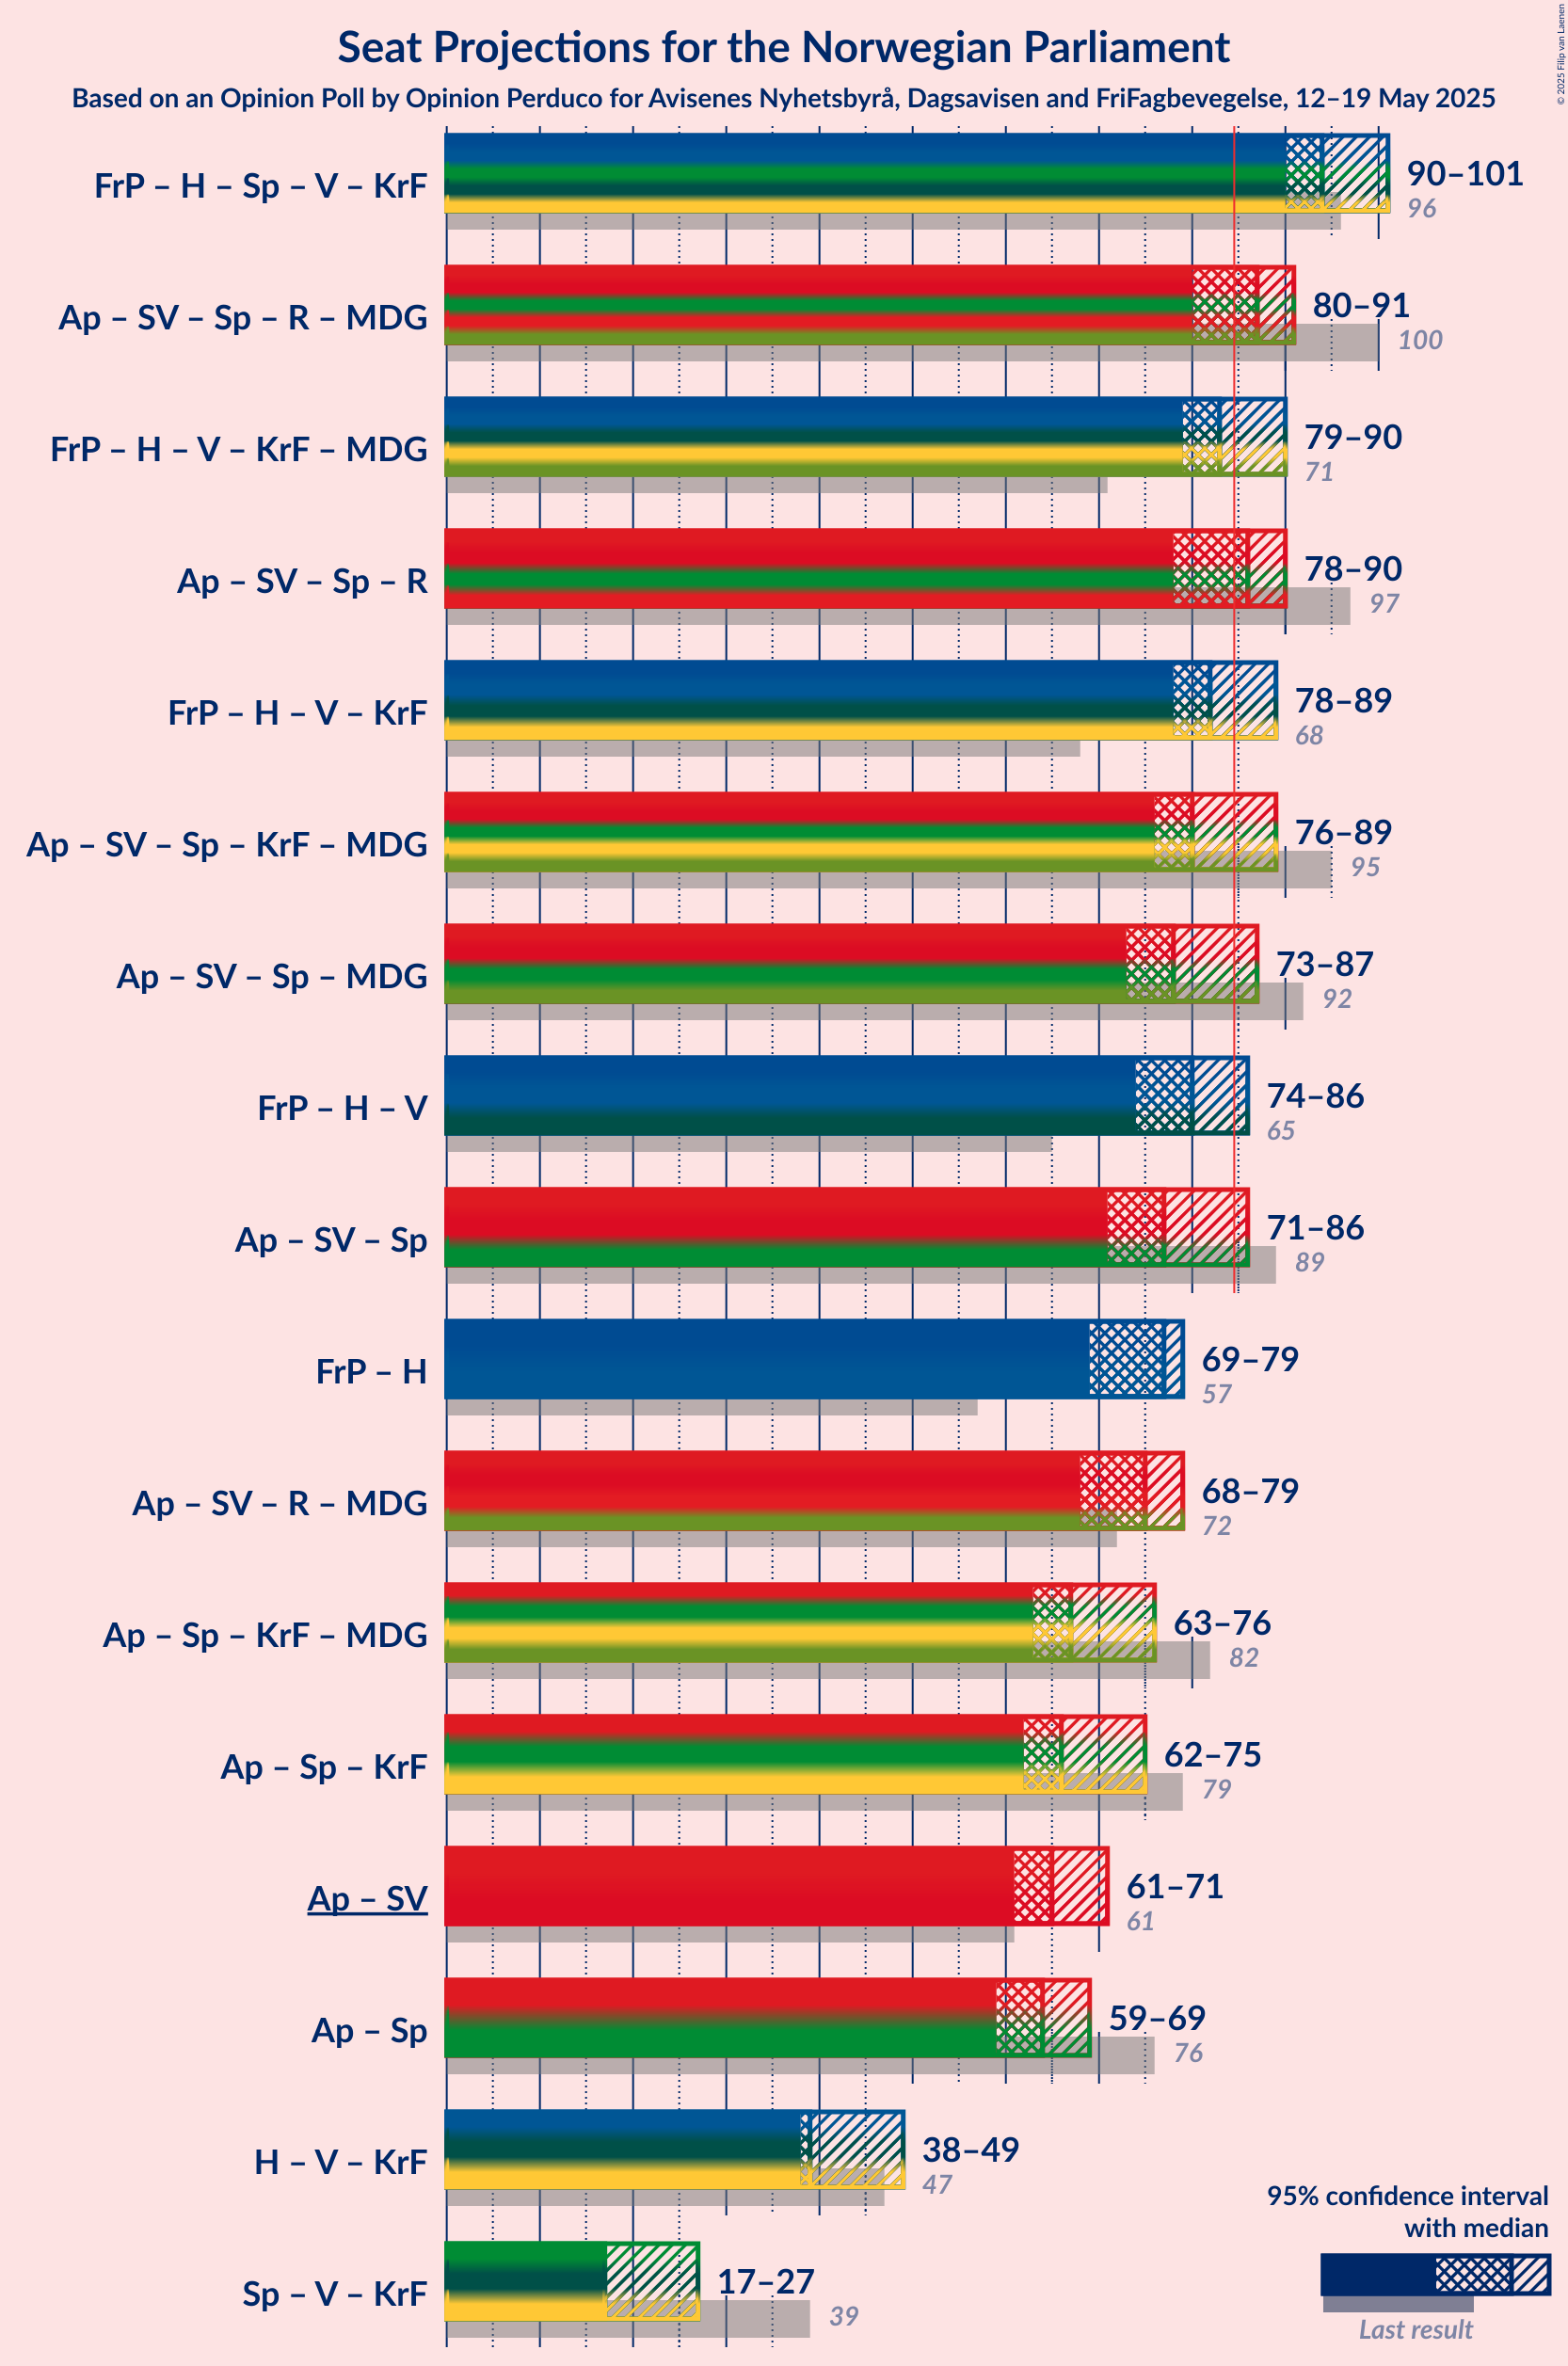 Seat Projections for the Norwegian Parliament
Based on an Opinion Poll by Opinion Perduco for Avisenes Nyhetsbyrå, Dagsavisen and FriFagbevegelse, 12–19 May 2025
© 2025 Filip van Laenen
FrP – H – Sp – V – KrF
90–101
96
Ap – SV – Sp – R – MDG
80–91
100
FrP – H – V – KrF – MDG
79–90
71
Ap – SV – Sp – R
78–90
97
FrP – H – V – KrF
78–89
68
Ap – SV – Sp – KrF – MDG
76–89
95
Ap – SV – Sp – MDG
73–87
92
FrP – H – V
74–86
65
Ap – SV – Sp
71–86
89
FrP – H
69–79
57
Ap – SV – R – MDG
68–79
72
Ap – Sp – KrF – MDG
63–76
82
Ap – Sp – KrF
62–75
79
Ap – SV
61–71
61
Ap – Sp
59–69
76
H – V – KrF
38–49
47
Sp – V – KrF
17–27
39
95% confidence interval
with median
Last result